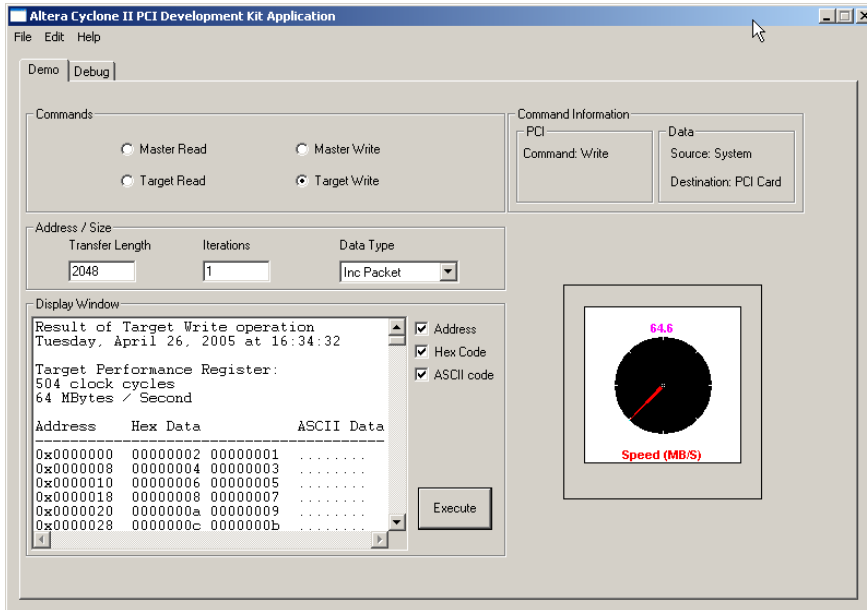 Altera Cyclone II PCI Development Kit Application
File Edit Help
Demo Debug
Commands
Master Read Master Write
Target Read Target Write
Command Information
PCI
Command: Write
Data
Source: System
Destination: PCI Card
Address / Size
Transfer Length Iterations Data Type
2048 1 Inc Packet
Display Window
Result of Target Write operation
Tuesday, April 26, 2005 at 16:34:32
Target Performance Register:
504 clock cycles
64 MBytes / Second
Address Hex Data ASCII Data
------------------------------------------
0x0000000 00000002 00000001 ........
0x0000008 00000004 00000003 ........
0x0000010 00000006 00000005 ........
0x0000018 00000008 00000007 ........
0x0000020 0000000a 00000009 ........
0x0000028 0000000c 0000000b ........
Address
Hex Code
ASCII code
Execute
64.6
Speed (MB/S)